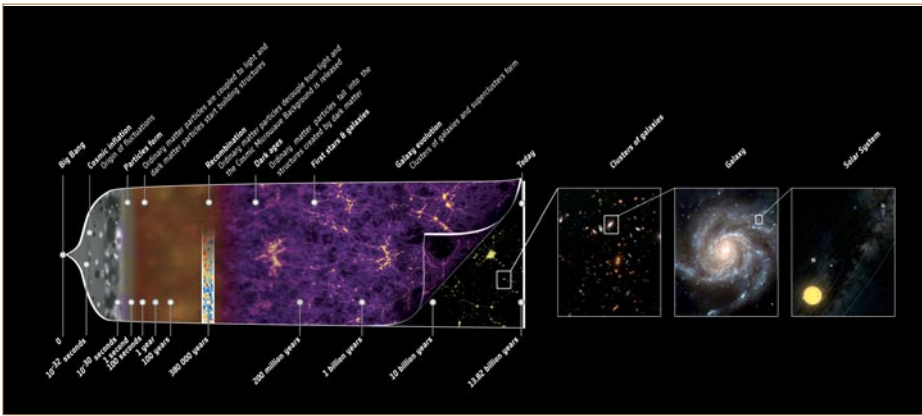 Big Bang
Cosmic inflation
Origin of fluctuations
Particles form
Ordinary matter particles are coupled to light and
dark matter particles start building structures
Recombination
Ordinary matter particles decouple from light and
the Cosmic Microwave Background is released
Dark ages
Ordinary matter particles fall into the
structures created by dark matter
First stars & galaxies
Galaxy evolution
Clusters of galaxies and superclusters form
Today
Clusters of galaxies
Galaxy
Solar System
0
10-32 seconds
10-30 seconds
1 second
100 seconds
1 year
100 years
380 000 years
200 million years
1 billion years
10 billion years
13.82 billion years